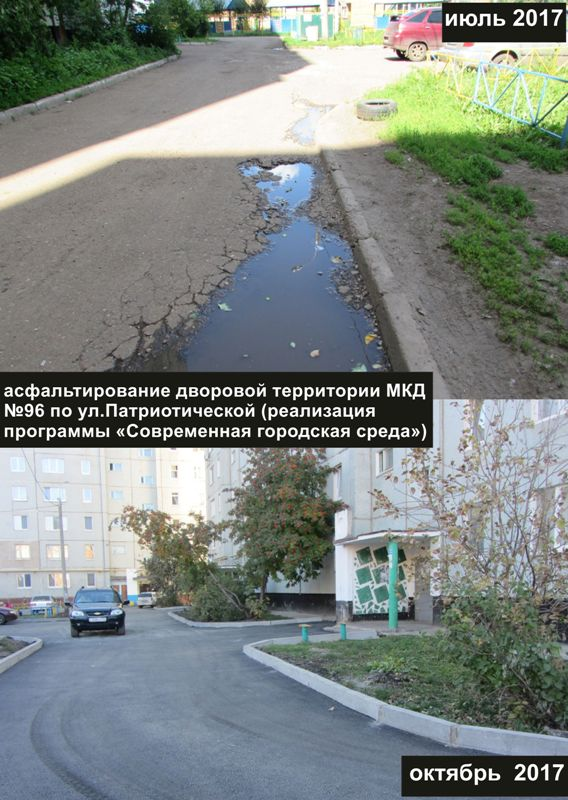 июль 2017
асфальтирование дворовой территории МКД
№96 по ул.Патриотической (реализация
программы «Современная городская среда»)
октябрь 2017